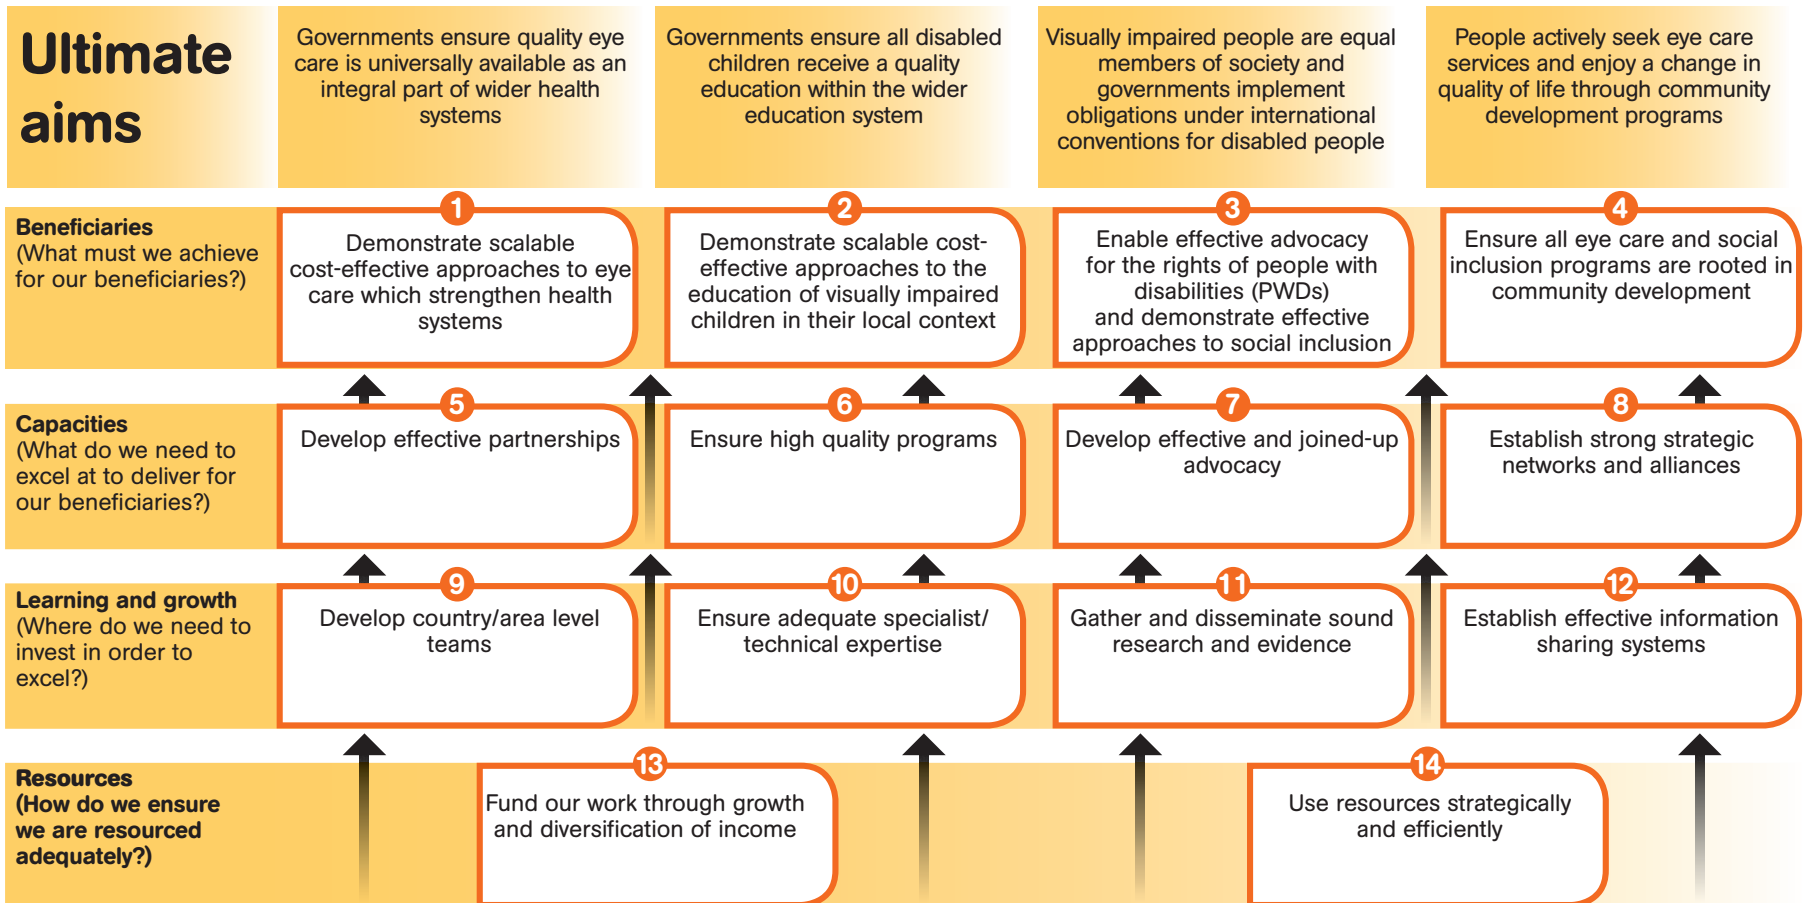 Ultimate
aims
Governments ensure quality eye
care is universally available as an
integral part of wider health
systems
Governments ensure all disabled
children receive a quality
education within the wider
education system
Visually impaired people are equal
members of society and
governments implement
obligations under international
conventions for disabled people
People actively seek eye care
services and enjoy a change in
quality of life through community
development programs
Beneficiaries
(What must we achieve
for our beneficiaries?)
1
Demonstrate scalable
cost-effective approaches to eye
care which strengthen health
systems
2
Demonstrate scalable cost-
effective approaches to the
education of visually impaired
children in their local context
3
Enable effective advocacy
for the rights of people with
disabilities (PWDs)
and demonstrate effective
approaches to social inclusion
4
Ensure all eye care and social
inclusion programs are rooted in
community development
Capacities
(What do we need to
excel at to deliver for
our beneficiaries?)
5
Develop effective partnerships
6
Ensure high quality programs
7
Develop effective and joined-up
advocacy
8
Establish strong strategic
networks and alliances
Learning and growth
(Where do we need to
invest in order to
excel?)
9
Develop country/area level
teams
10
Ensure adequate specialist/
technical expertise
11
Gather and disseminate sound
research and evidence
12
Establish effective information
sharing systems
Resources
(How do we ensure
we are resourced
adequately?)
13
Fund our work through growth
and diversification of income
14
Use resources strategically
and efficiently